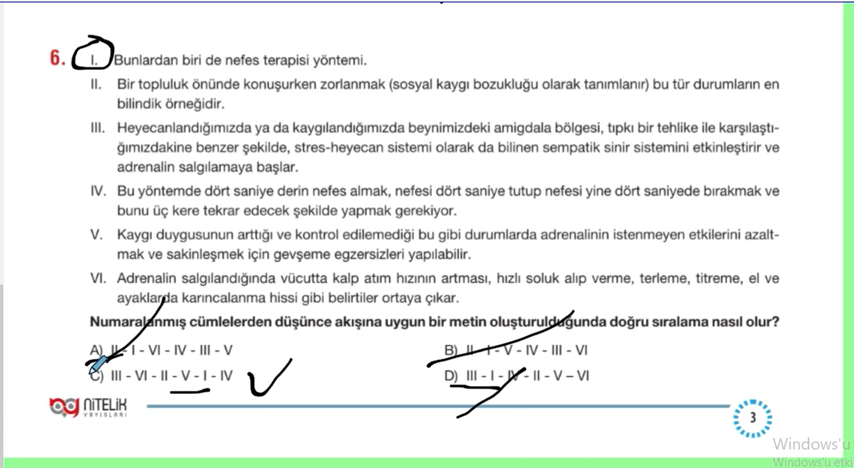 6. I. Bunlardan biri de nefes terapisi yöntemi.
II. Bir topluluk önünde konuşurken zorlanmak (sosyal kaygı bozukluğu olarak tanımlanır) bu tür durumların en
bilindik örneğidir.
III. Heyecanlandığımızda ya da kaygılandığımızda beynimizdeki amigdala bölgesi, tıpkı bir tehlike ile karşılaştı-
ğımızdakine benzer şekilde, stres-heyecan sistemi olarak da bilinen sempatik sinir sistemini etkinleştirir ve
adrenalin salgılamaya başlar.
IV. Bu yöntemde dört saniye derin nefes almak, nefesi dört saniye tutup nefesi yine dört saniyede bırakmak ve
bunu üç kere tekrar edecek şekilde yapmak gerekiyor.
V. Kaygı duygusunun arttığı ve kontrol edilemediği bu gibi durumlarda adrenalinin istenmeyen etkilerini azalt-
mak ve sakinleşmek için gevşeme egzersizleri yapılabilir.
VI. Adrenalin salgılandığında vücutta kalp atım hızının artması, hızlı soluk alıp verme, terleme, titreme, el ve
ayaklarda karıncalanma hissi gibi belirtiler ortaya çıkar.
Numaralanmış cümlelerden düşünce akışına uygun bir metin oluşturulduğunda doğru sıralama nasıl olur?
A) II - I - VI - IV - III - V
B) II - I - V - IV - III - VI
C) III - VI - II - V - I - IV
D) III - I - IV - II - V – VI
NİTELİK
YAYINLARI
3
Windows'u
Windows'u etki